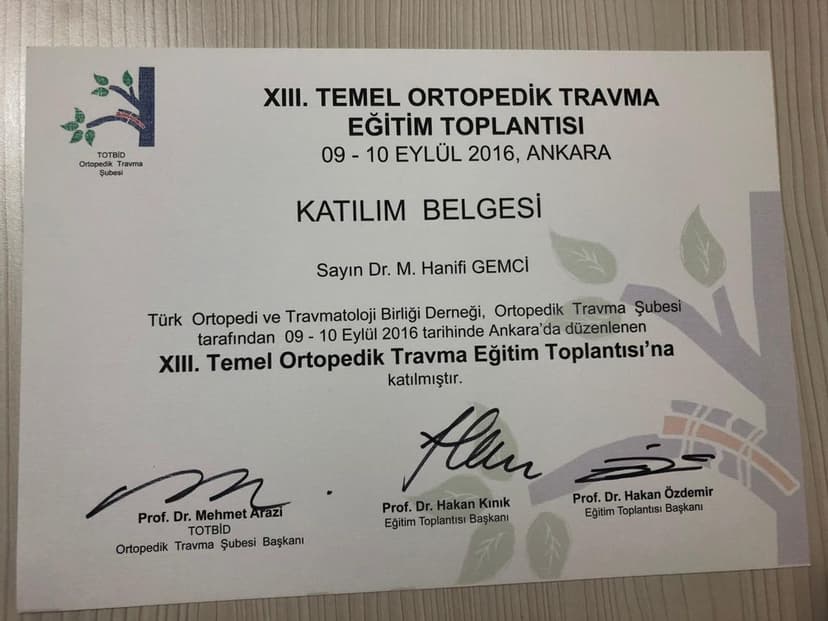 TOTBİD
Ortopedik Travma
Şubesi
XIII. TEMEL ORTOPEDİK TRAVMA
EĞİTİM TOPLANTISI
09 - 10 EYLÜL 2016, ANKARA
KATILIM BELGESİ
Sayın Dr. M. Hanifi GEMCİ
Türk Ortopedi ve Travmatoloji Birliği Derneği, Ortopedik Travma Şubesi
tarafından 09 - 10 Eylül 2016 tarihinde Ankara'da düzenlenen
XIII. Temel Ortopedik Travma Eğitim Toplantısı'na
katılmıştır.
Prof. Dr. Mehmet Arazi
TOTBİD
Ortopedik Travma Şubesi Başkanı
Prof. Dr. Hakan Kınık
Eğitim Toplantısı Başkanı
Prof. Dr. Hakan Özdemir
Eğitim Toplantısı Başkanı